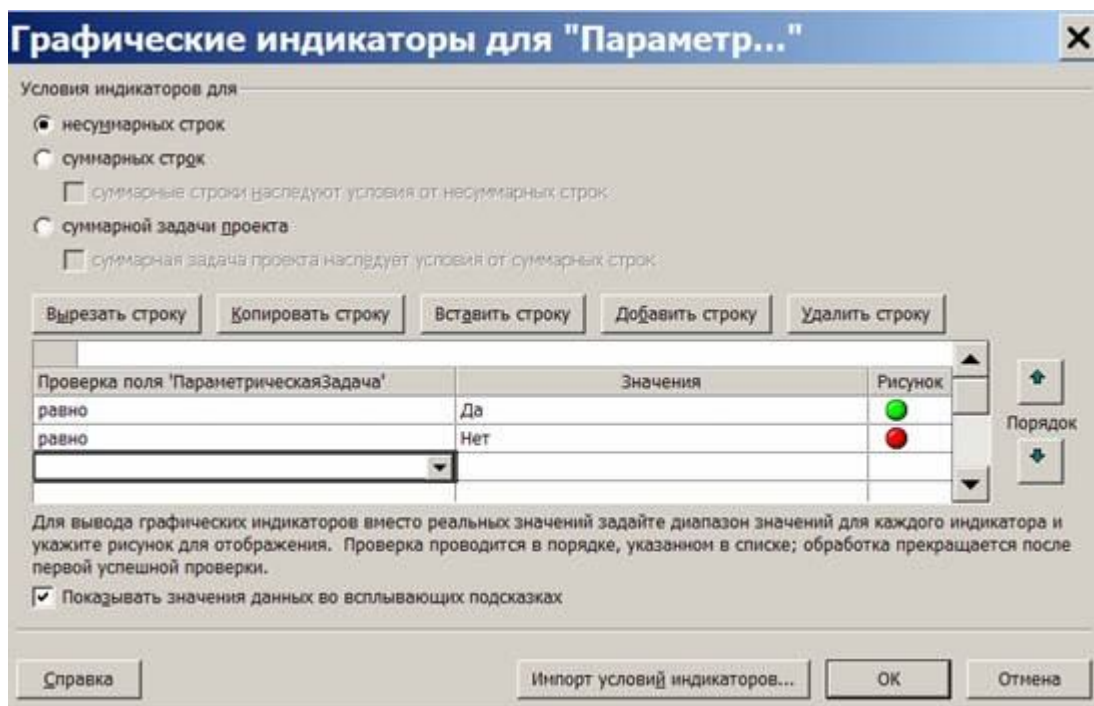 Графические индикаторы для "Параметр..."
Условия индикаторов для
несуммарных строк
суммарных строк
суммарные строки наследуют условия от несуммарных строк
суммарной задачи проекта
суммарная задача проекта наследует условия от суммарных строк
Вырезать строку Копировать строку Вставить строку Добавить строку Удалить строку
Проверка поля 'ПараметрическаяЗадача' Значения Рисунок
равно Да
равно Нет
Порядок
Для вывода графических индикаторов вместо реальных значений задайте диапазон значений для каждого индикатора и
укажите рисунок для отображения. Проверка проводится в порядке, указанном в списке; обработка прекращается после
первой успешной проверки.
Показывать значения данных во всплывающих подсказках
Справка Импорт условий индикаторов... ОК Отмена